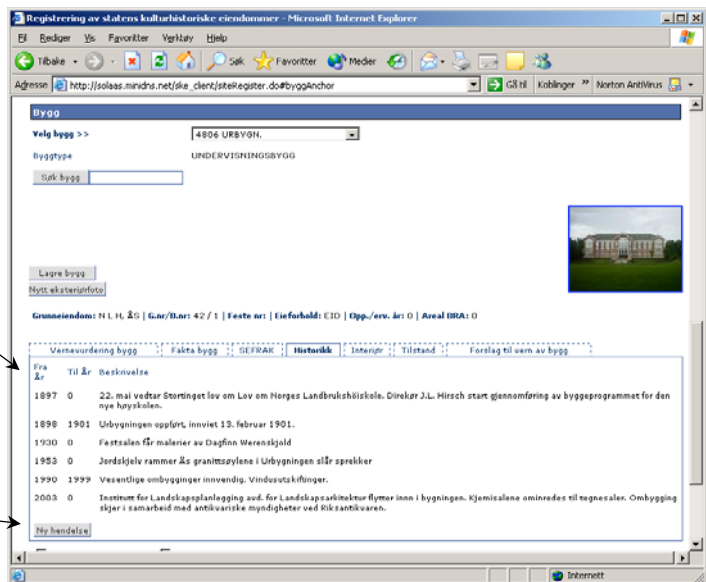 Registrering av statens kulturhistoriske eiendommer - Microsoft Internet Explorer
Fil Rediger Vis Favoritter Verktøy Hjelp
Tilbake Søk Favoritter Medier
Adresse http://solaas.minidns.net/ske_client/siteRegister.do#byggAnchor Gå til Koblinger » Norton AntiVirus
Bygg
Velg bygg >> 4806 URBYGN.
Byggtype UNDERVISNINGSBYGG
Søk bygg
Lagre bygg
Nytt eksteriørfoto
Grunneiendom: N L H, ÅS | G.nr/B.nr: 42 / 1 | Feste nr: | Eieforhold: EID | Opp./erv. år: 0 | Areal BRA: 0
Vernevurdering bygg Fakta bygg SEFRAK Historikk Interiør Tilstand Forslag til vern av bygg
Fra År Til År Beskrivelse
1897 0 22. mai vedtar Stortinget lov om Lov om Norges Landbrukshöiskole. Direkør J.L. Hirsch start gjennomføring av byggeprogrammet for den
nye høyskolen.
1898 1901 Urbygningen oppført, innviet 13. februar 1901.
1930 0 Festsalen får malerier av Dagfinn Werenskjold
1953 0 Jordskjelv rammer Ås granittsøylene i Urbygningen slår sprekker
1990 1999 Vesentlige ombygginger innvendig. Vindusutskiftinger.
2003 0 Institutt for Landskapsplanlegging avd. for Landskapsarkitektur flytter inn i bygningen. Kjemisalene ominredes til tegnesaler. Ombygging
skjer i samarbeid med antikvariske myndigheter ved Riksantikvaren.
Ny hendelse
Internett